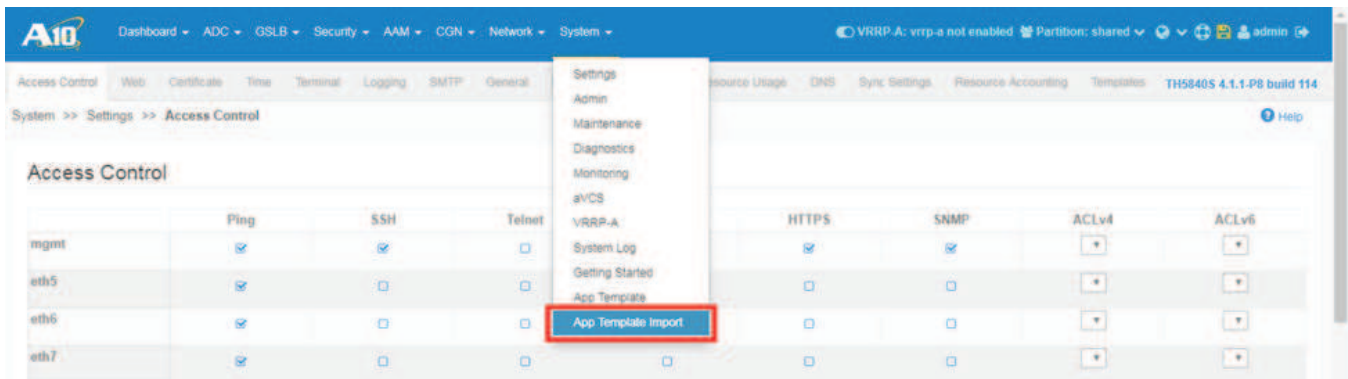 A10
Dashboard ADC GSLB Security AAM CGN Network System VRRP-A: vrrp-a not enabled Partition: shared admin
Access Control Web Certificate Time Terminal Logging SMTP General Resource Usage DNS Sync Settings Resource Accounting Templates TH5840S 4.1.1-P8 build 114
System >> Settings >> Access Control Help
Settings
Admin
Maintenance
Diagnostics
Monitoring
aVCS
VRRP-A
System Log
Getting Started
App Template
App Template Import
Access Control
Ping SSH Telnet HTTPS SNMP ACLv4 ACLv6
mgmt
eth5
eth6
eth7